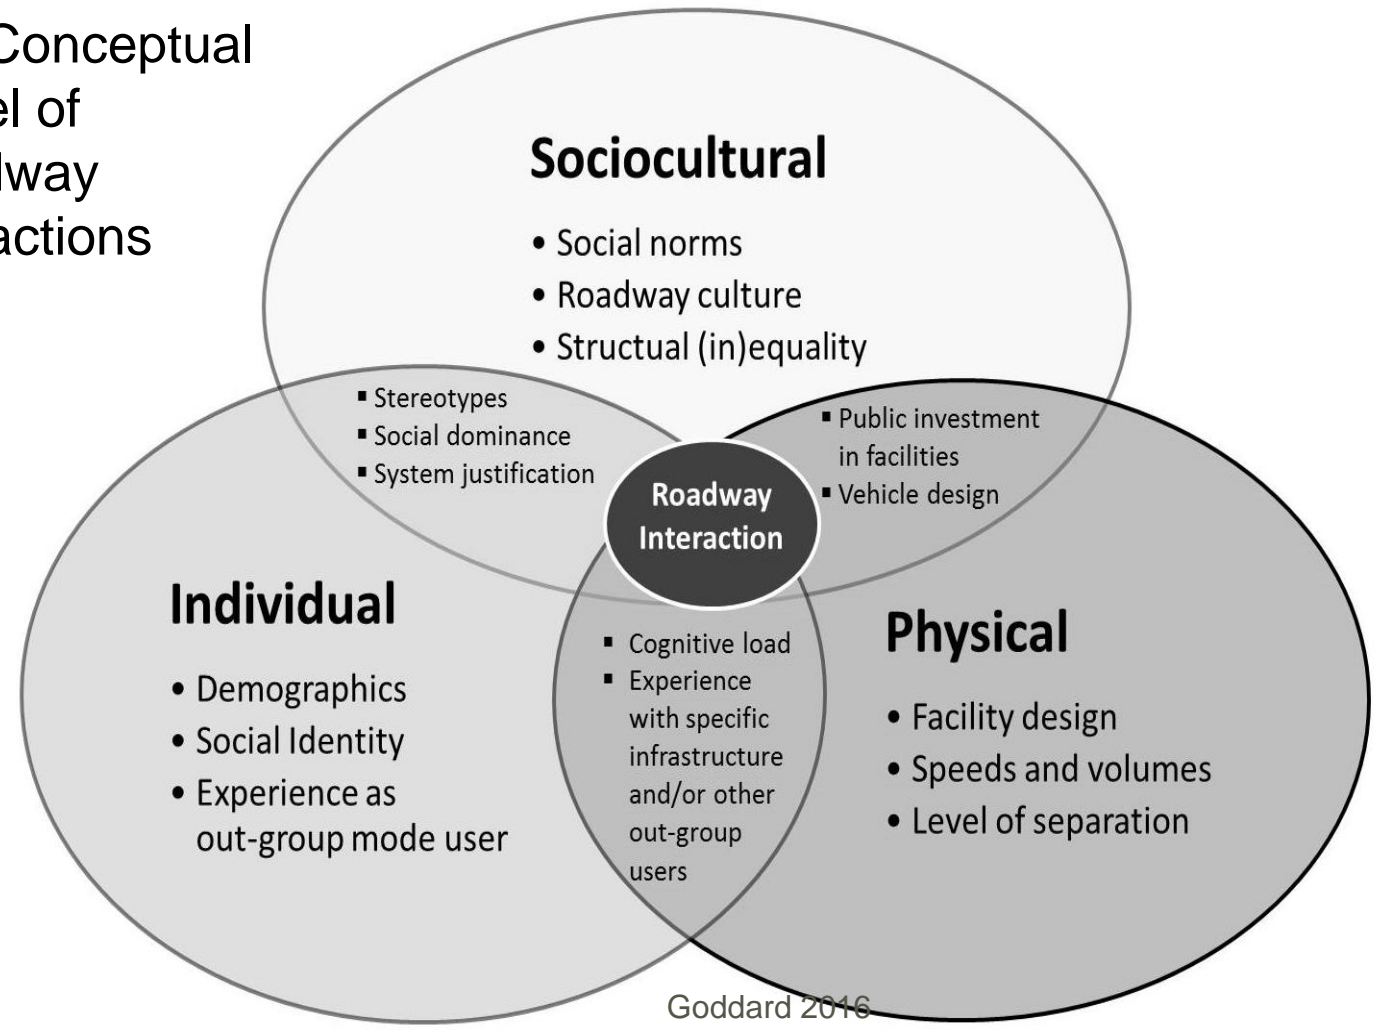 Conceptual
el of
lway
actions
Sociocultural
• Social norms
• Roadway culture
• Structual (in)equality
▪ Stereotypes
▪ Social dominance
▪ System justification
▪ Public investment
in facilities
▪ Vehicle design
Roadway
Interaction
Individual
• Demographics
• Social Identity
• Experience as
out-group mode user
▪ Cognitive load
▪ Experience
with specific
infrastructure
and/or other
out-group
users
Physical
• Facility design
• Speeds and volumes
• Level of separation
Goddard 2016